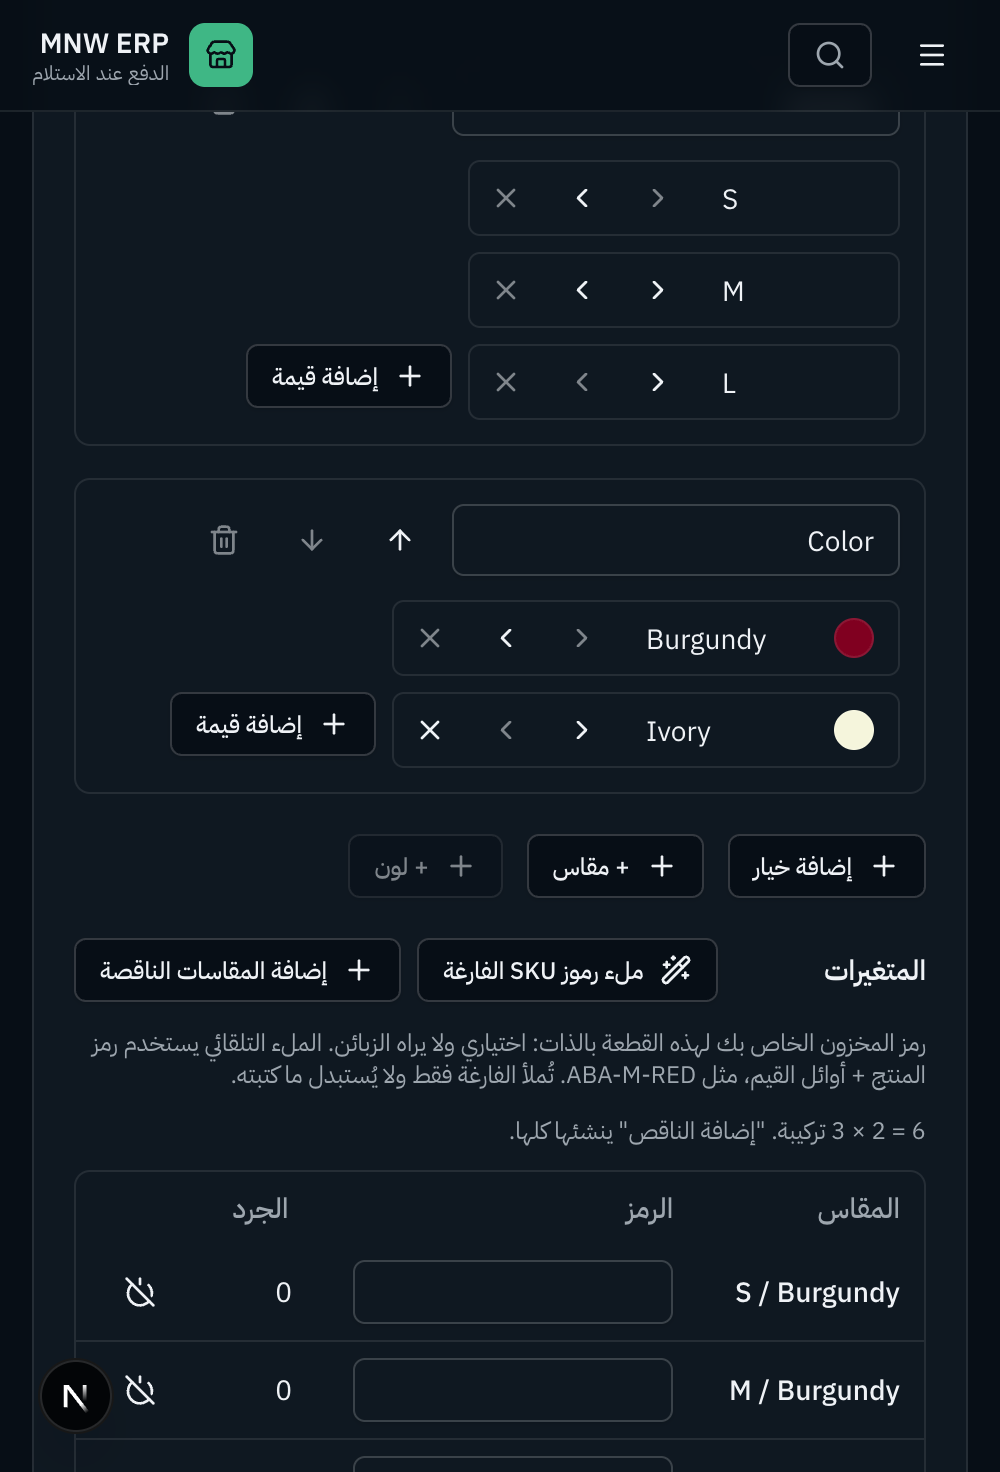 MNW ERP
الدفع عند الاستلام
S
M
L
إضافة قيمة
Color
Burgundy
Ivory
إضافة قيمة
إضافة خيار
+ مقاس
+ لون
المتغيرات
ملء رموز SKU الفارغة
إضافة المقاسات الناقصة
رمز المخزون الخاص بك لهذه القطعة بالذات: اختياري ولا يراه الزبائن. الملء التلقائي يستخدم رمز
المنتج + أوائل القيم، مثل ABA-M-RED. تُملأ الفارغة فقط ولا يُستبدل ما كتبته.
6 = 2 × 3 تركيبة. "إضافة الناقص" ينشئها كلها.
المقاس الرمز الجرد
S / Burgundy 0
M / Burgundy 0